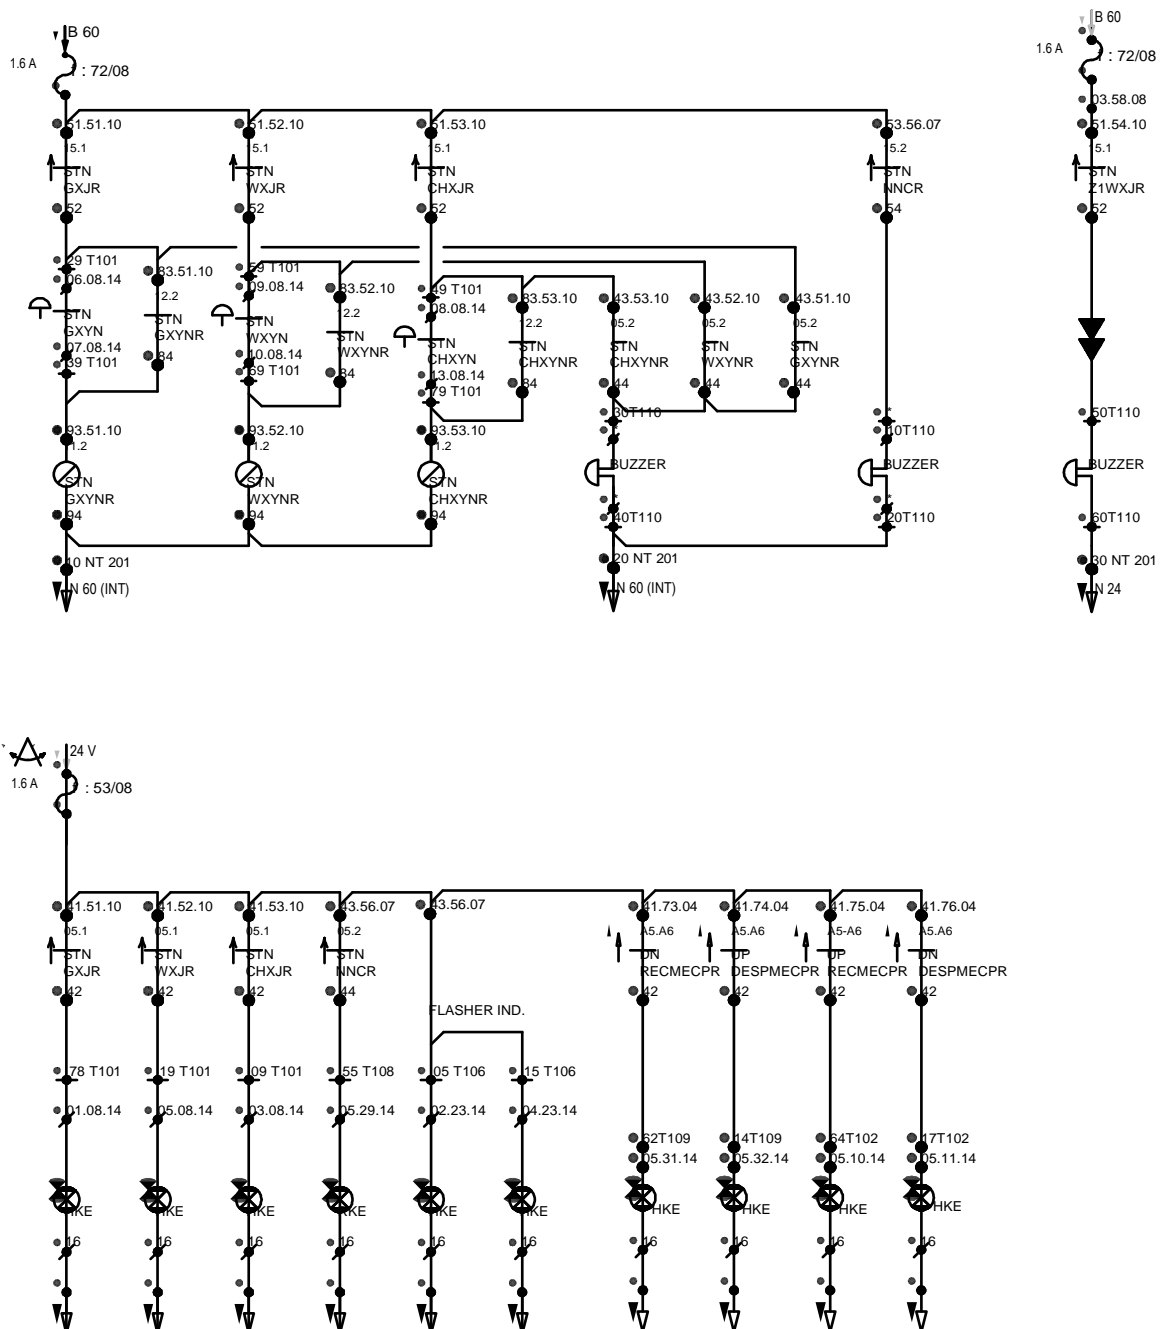 B 60
B 60
1.6 A
: 72/08
1.6 A
: 72/08
03.58.08
51.51.10
51.52.10
51.53.10
53.56.07
51.54.10
15.1
15.1
15.1
15.2
15.1
STN
STN
STN
STN
STN
GXJR
WXJR
CHXJR
NNCR
Z1WXJR
52
52
52
54
52
29 T101
59 T101
49 T101
06.08.14
09.08.14
08.08.14
83.51.10
83.52.10
83.53.10
43.53.10
43.52.10
43.51.10
12.2
12.2
12.2
05.2
05.2
05.2
STN
STN
STN
STN
STN
STN
STN
STN
STN
GXYN
GXYNR
WXYN
WXYNR
CHXYN
CHXYNR
CHXYNR
WXYNR
GXYNR
07.08.14
10.08.14
13.08.14
39 T101
69 T101
79 T101
84
84
84
44
44
44
30T110
*
10T110
50T110
93.51.10
93.52.10
93.53.10
*
11.2
11.2
11.2
BUZZER
BUZZER
BUZZER
STN
STN
STN
GXYNR
WXYNR
CHXYNR
*
*
94
94
94
40T110
20T110
60T110
10 NT 201
20 NT 201
30 NT 201
N 60 (INT)
N 60 (INT)
N 24
24 V
1.6 A
: 53/08
41.51.10
41.52.10
41.53.10
43.56.07
43.56.07
41.73.04
41.74.04
41.75.04
41.76.04
05.1
05.1
05.1
05.2
A5.A6
A5.A6
A5-A6
A5.A6
STN
STN
STN
STN
DN
UP
UP
DN
GXJR
WXJR
CHXJR
NNCR
RECMECPR
DESPMECPR
RECMECPR
DESPMECPR
42
42
42
44
42
42
42
42
FLASHER IND.
78 T101
19 T101
09 T101
55 T108
05 T106
15 T106
01.08.14
05.08.14
03.08.14
05.29.14
02.23.14
04.23.14
62T109
14T109
64T102
17T102
05.31.14
05.32.14
05.10.14
05.11.14
HKE
HKE
HKE
HKE
HKE
HKE
HKE
HKE
HKE
HKE
16
16
16
16
16
16
16
16
16
16